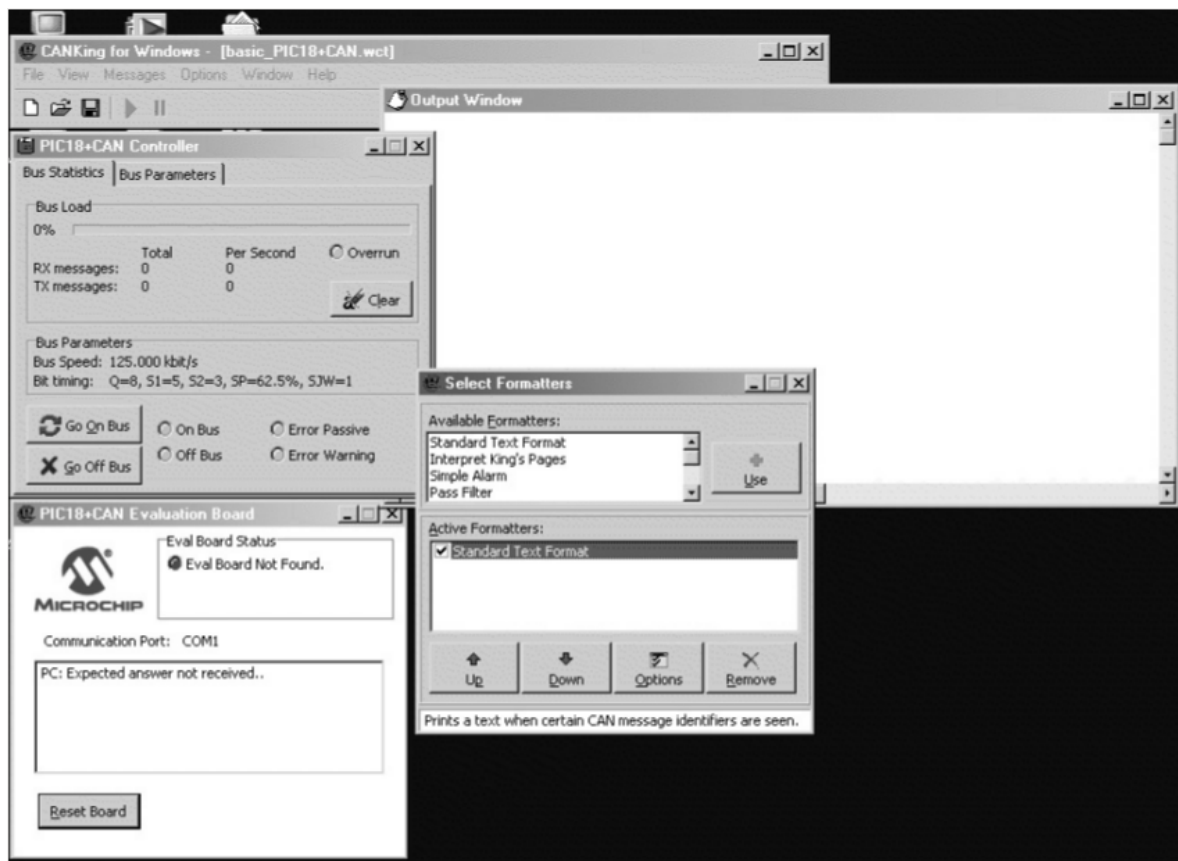 CANKing for Windows - [basic_PIC18+CAN.wct]
File View Messages Options Window Help
Output Window
PIC18+CAN Controller
Bus Statistics Bus Parameters
Bus Load
0%
Total Per Second Overrun
RX messages: 0 0
TX messages: 0 0
Clear
Bus Parameters
Bus Speed: 125.000 kbit/s
Bit timing: Q=8, S1=5, S2=3, SP=62.5%, SJW=1
Go On Bus On Bus Error Passive
Go Off Bus Off Bus Error Warning
Select Formatters
Available Formatters:
Standard Text Format
Interpret King's Pages
Simple Alarm
Pass Filter
Use
Active Formatters:
Standard Text Format
Up Down Options Remove
Prints a text when certain CAN message identifiers are seen.
PIC18+CAN Evaluation Board
MICROCHIP
Eval Board Status
Eval Board Not Found.
Communication Port: COM1
PC: Expected answer not received..
Reset Board